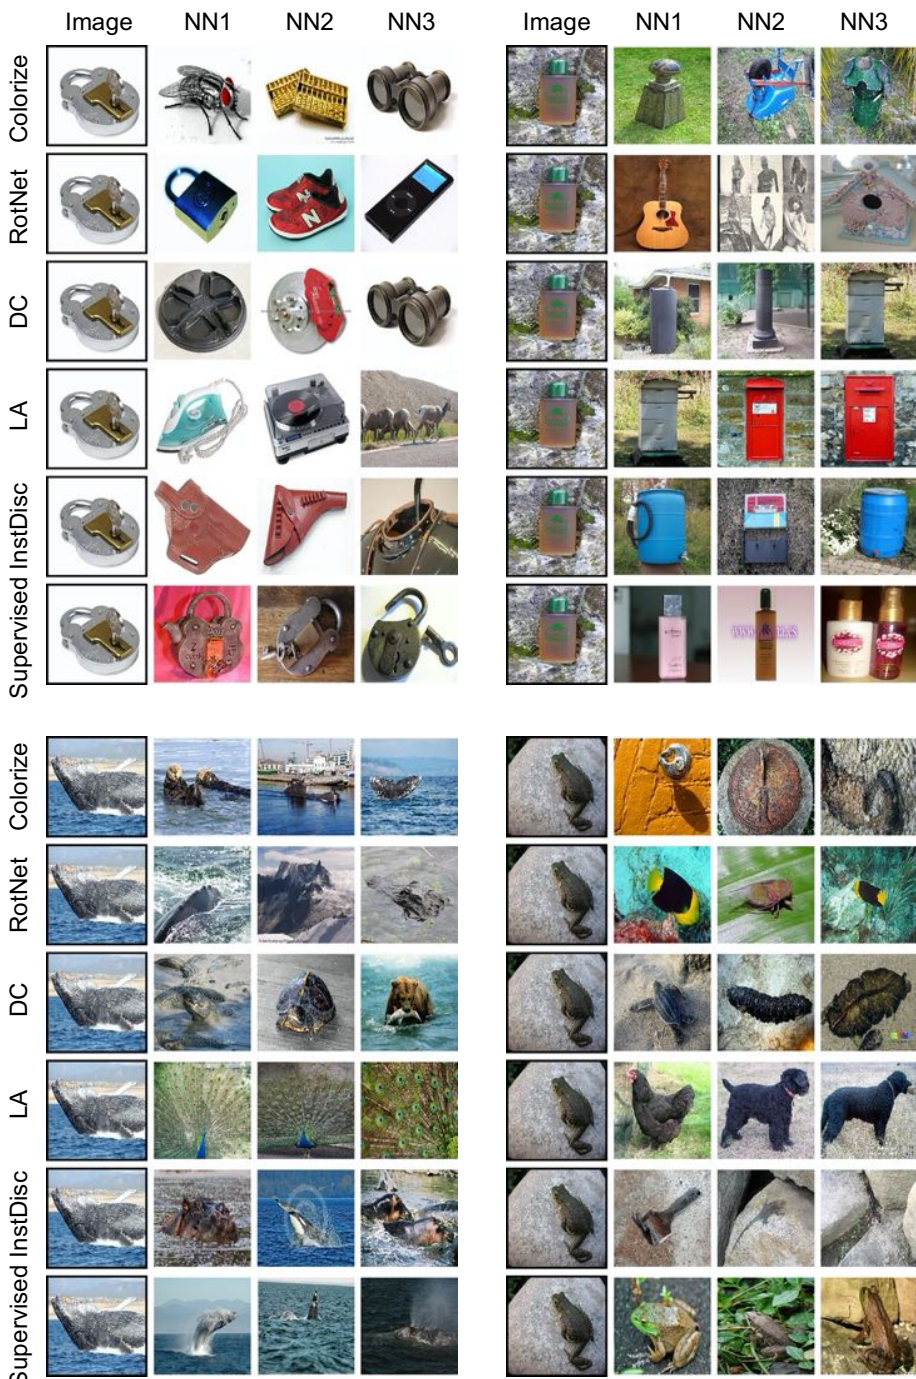 Image NN1 NN2 NN3 Image NN1 NN2 NN3
Colorize
RotNet
DC
LA
InstDisc
Supervised
Colorize
RotNet
DC
LA
InstDisc
Supervised